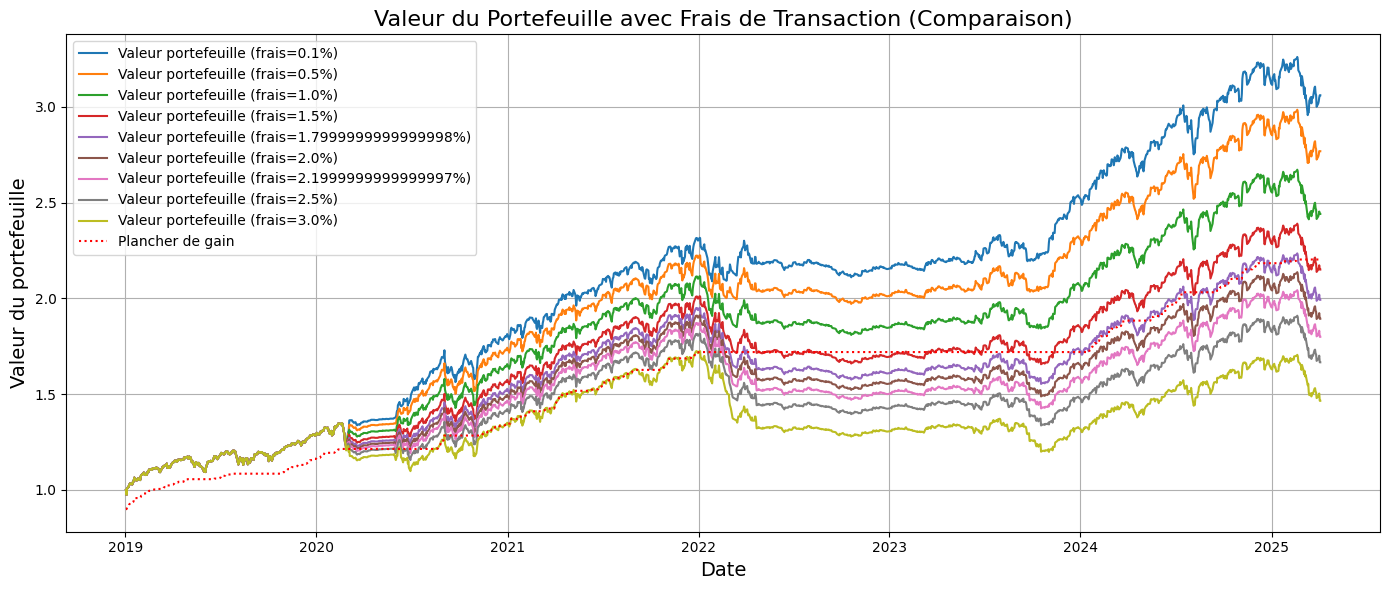 Valeur du Portefeuille avec Frais de Transaction (Comparaison)
Valeur du portefeuille
3.0
2.5
2.0
1.5
1.0
Valeur portefeuille (frais=0.1%)
Valeur portefeuille (frais=0.5%)
Valeur portefeuille (frais=1.0%)
Valeur portefeuille (frais=1.5%)
Valeur portefeuille (frais=1.7999999999999998%)
Valeur portefeuille (frais=2.0%)
Valeur portefeuille (frais=2.1999999999999997%)
Valeur portefeuille (frais=2.5%)
Valeur portefeuille (frais=3.0%)
Plancher de gain
2019 2020 2021 2022 2023 2024 2025
Date